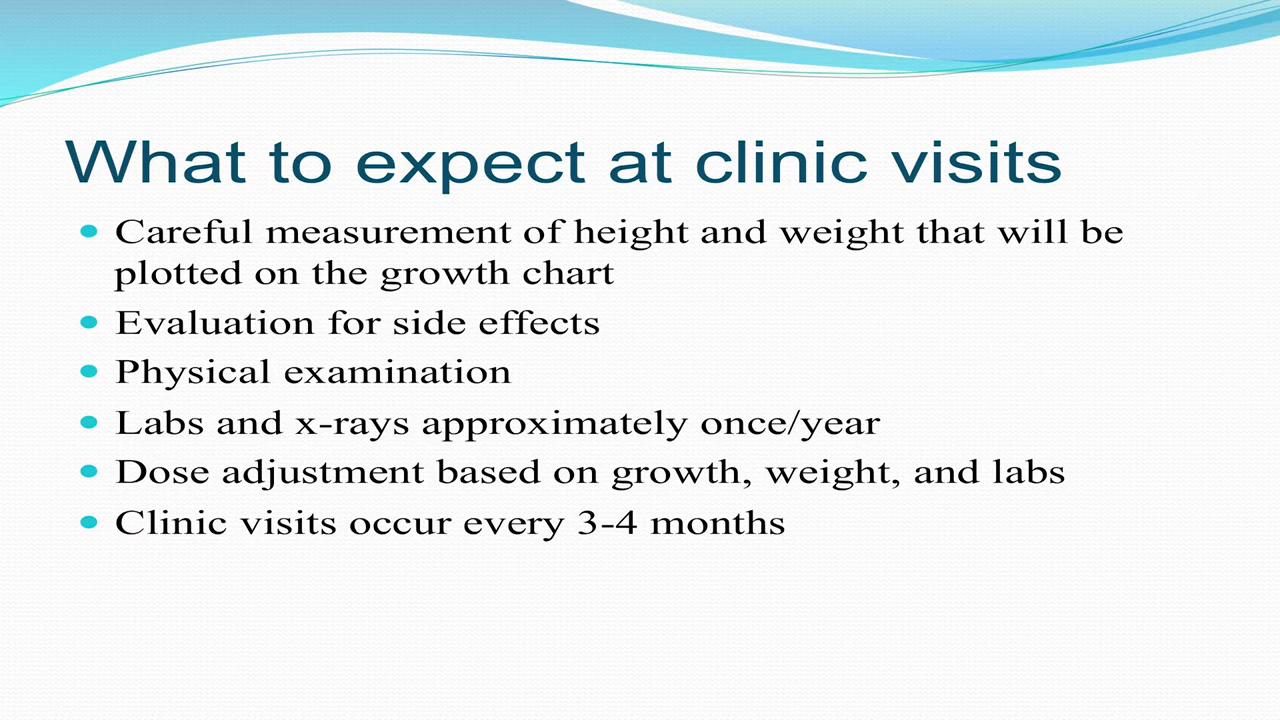 What to expect at clinic visits
• Careful measurement of height and weight that will be
plotted on the growth chart
• Evaluation for side effects
• Physical examination
• Labs and x-rays approximately once/year
• Dose adjustment based on growth, weight, and labs
• Clinic visits occur every 3-4 months